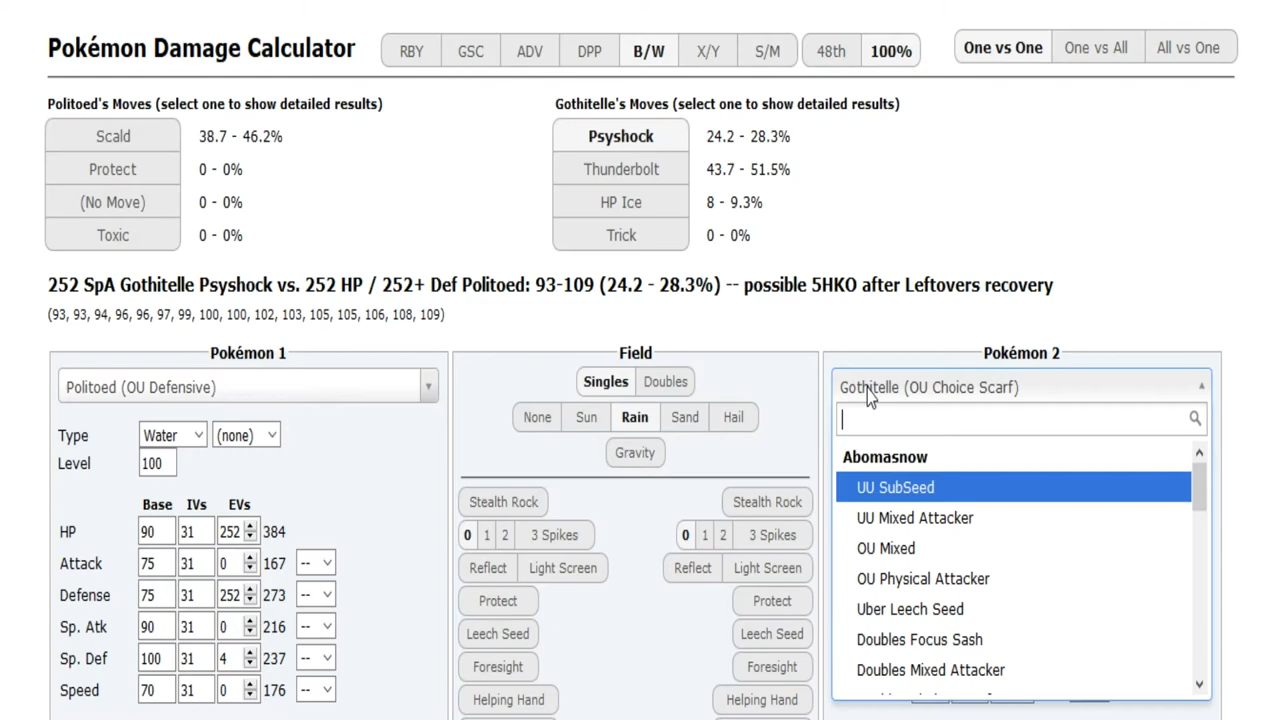 Pokémon Damage Calculator RBY GSC ADV DPP B/W X/Y S/M 48th 100% One vs One One vs All All vs One
Politoed's Moves (select one to show detailed results)
Scald 38.7 - 46.2%
Protect 0 - 0%
(No Move) 0 - 0%
Toxic 0 - 0%
Gothitelle's Moves (select one to show detailed results)
Psyshock 24.2 - 28.3%
Thunderbolt 43.7 - 51.5%
HP Ice 8 - 9.3%
Trick 0 - 0%
252 SpA Gothitelle Psyshock vs. 252 HP / 252+ Def Politoed: 93-109 (24.2 - 28.3%) -- possible 5HKO after Leftovers recovery
(93, 93, 94, 96, 96, 97, 99, 100, 100, 102, 103, 105, 105, 106, 108, 109)
Pokémon 1
Politoed (OU Defensive)
Type Water (none)
Level 100
Base IVs EVs
HP 90 31 252 384
Attack 75 31 0 167 --
Defense 75 31 252 273 --
Sp. Atk 90 31 0 216 --
Sp. Def 100 31 4 237 --
Speed 70 31 0 176 --
Field
Singles Doubles
None Sun Rain Sand Hail
Gravity
Stealth Rock Stealth Rock
0 1 2 3 Spikes 0 1 2 3 Spikes
Reflect Light Screen Reflect Light Screen
Protect Protect
Leech Seed Leech Seed
Foresight Foresight
Helping Hand Helping Hand
Pokémon 2
Gothitelle (OU Choice Scarf)
Abomasnow
UU SubSeed
UU Mixed Attacker
OU Mixed
OU Physical Attacker
Uber Leech Seed
Doubles Focus Sash
Doubles Mixed Attacker